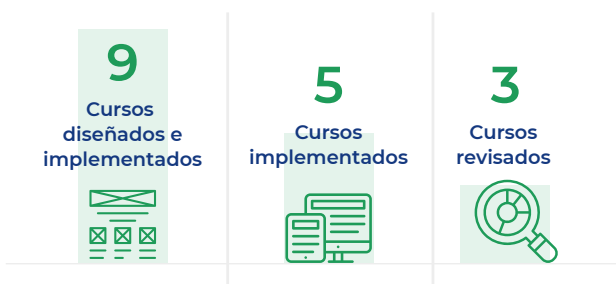 9
Cursos
diseñados e
implementados
5
Cursos
implementados
3
Cursos
revisados